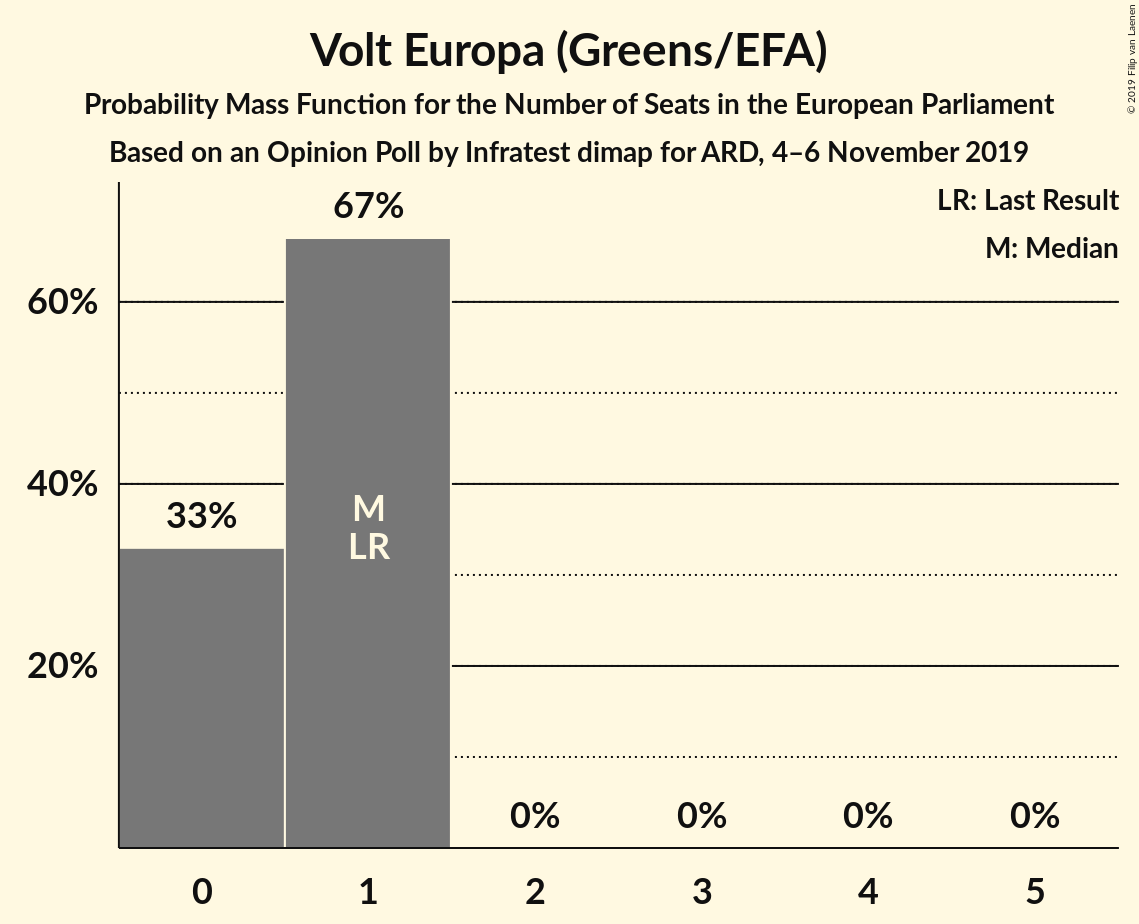 Volt Europa (Greens/EFA)
Probability Mass Function for the Number of Seats in the European Parliament
Based on an Opinion Poll by Infratest dimap for ARD, 4–6 November 2019
© 2019 Filip van Laenen
LR: Last Result
M: Median
67%
60%
40%
33%
M
LR
20%
0% 0% 0% 0%
0 1 2 3 4 5